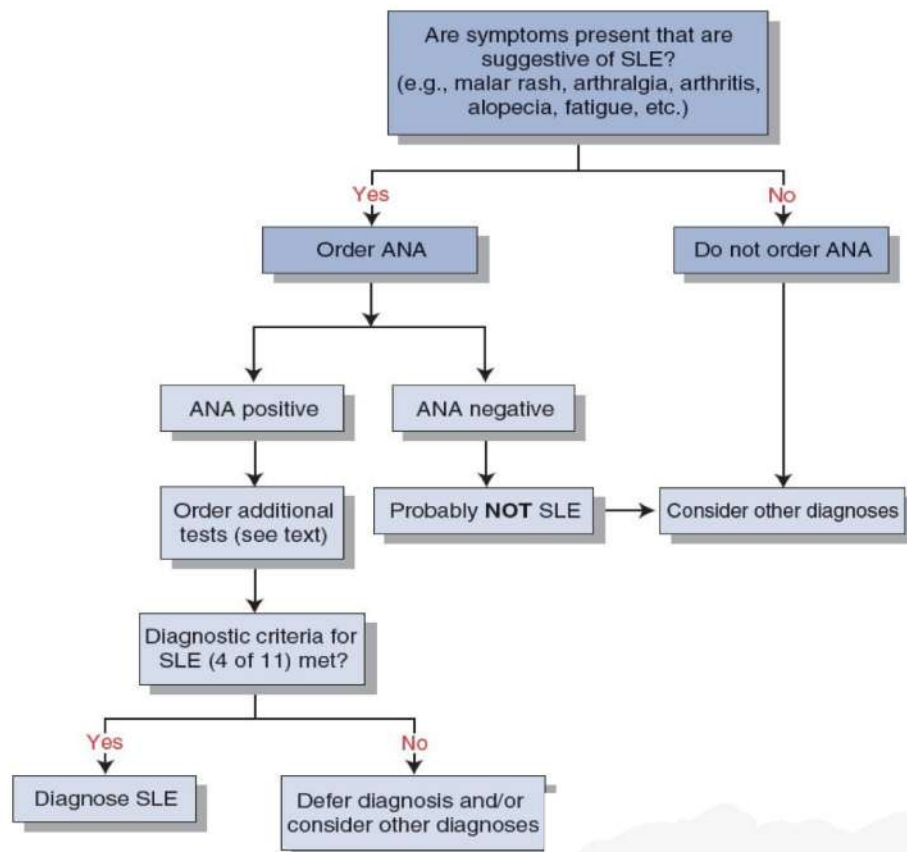 Are symptoms present that are
suggestive of SLE?
(e.g., malar rash, arthralgia, arthritis,
alopecia, fatigue, etc.)
Yes
No
Order ANA
Do not order ANA
ANA positive
ANA negative
Order additional
tests (see text)
Probably NOT SLE
Consider other diagnoses
Diagnostic criteria for
SLE (4 of 11) met?
Yes
No
Diagnose SLE
Defer diagnosis and/or
consider other diagnoses